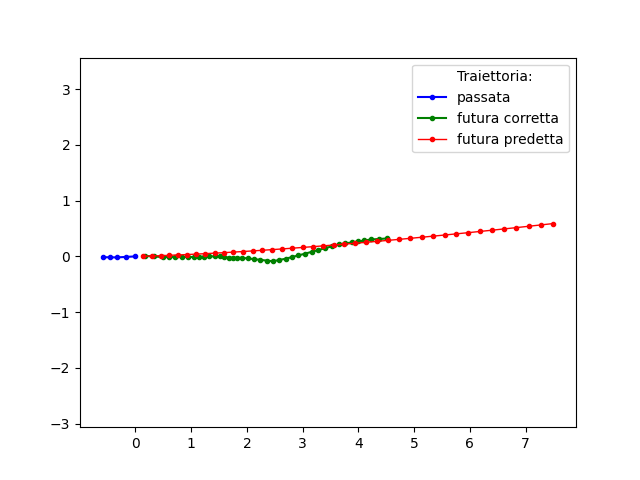 Traiettoria:
passata
futura corretta
futura predetta
3
2
1
0
−1
−2
−3
0 1 2 3 4 5 6 7